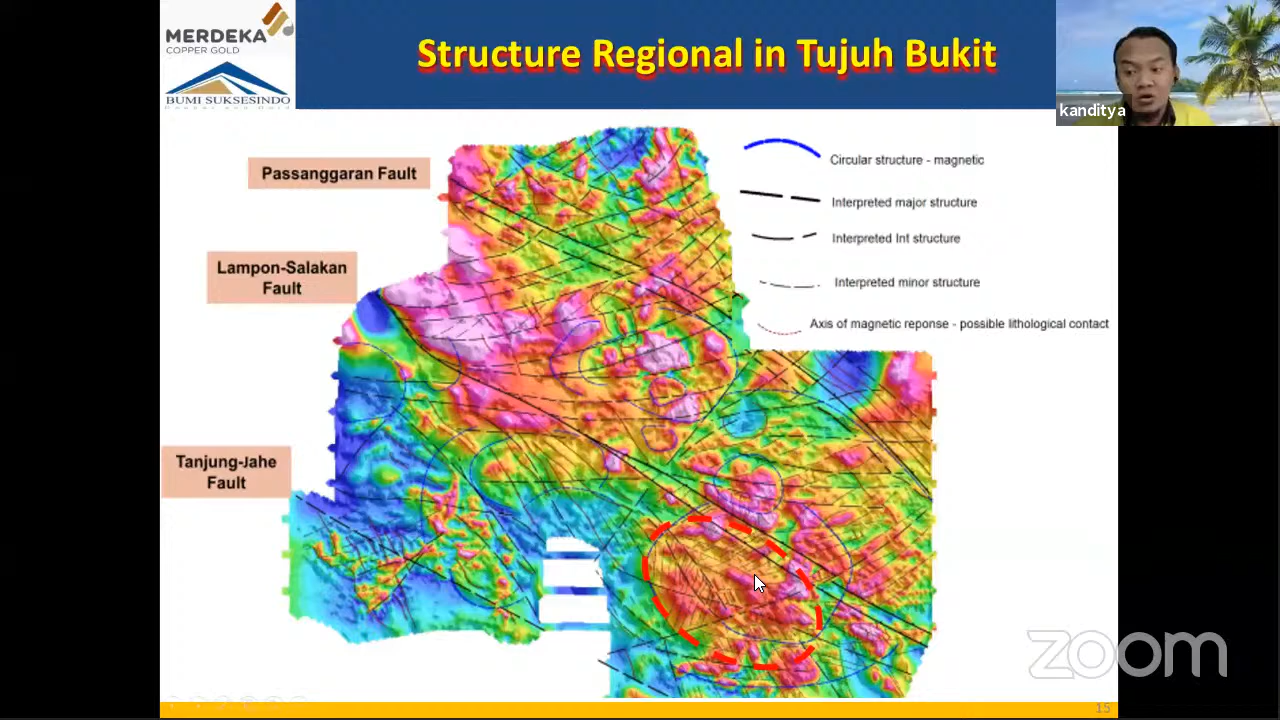 MERDEKA
COPPER GOLD
BUMI SUKSESINDO
Structure Regional in Tujuh Bukit
kanditya
Passanggaran Fault
Circular structure - magnetic
Interpreted major structure
Interpreted Int structure
Lampon-Salakan
Fault
Interpreted minor structure
Axis of magnetic reponse - possible lithological contact
Tanjung-Jahe
Fault
zoom
15